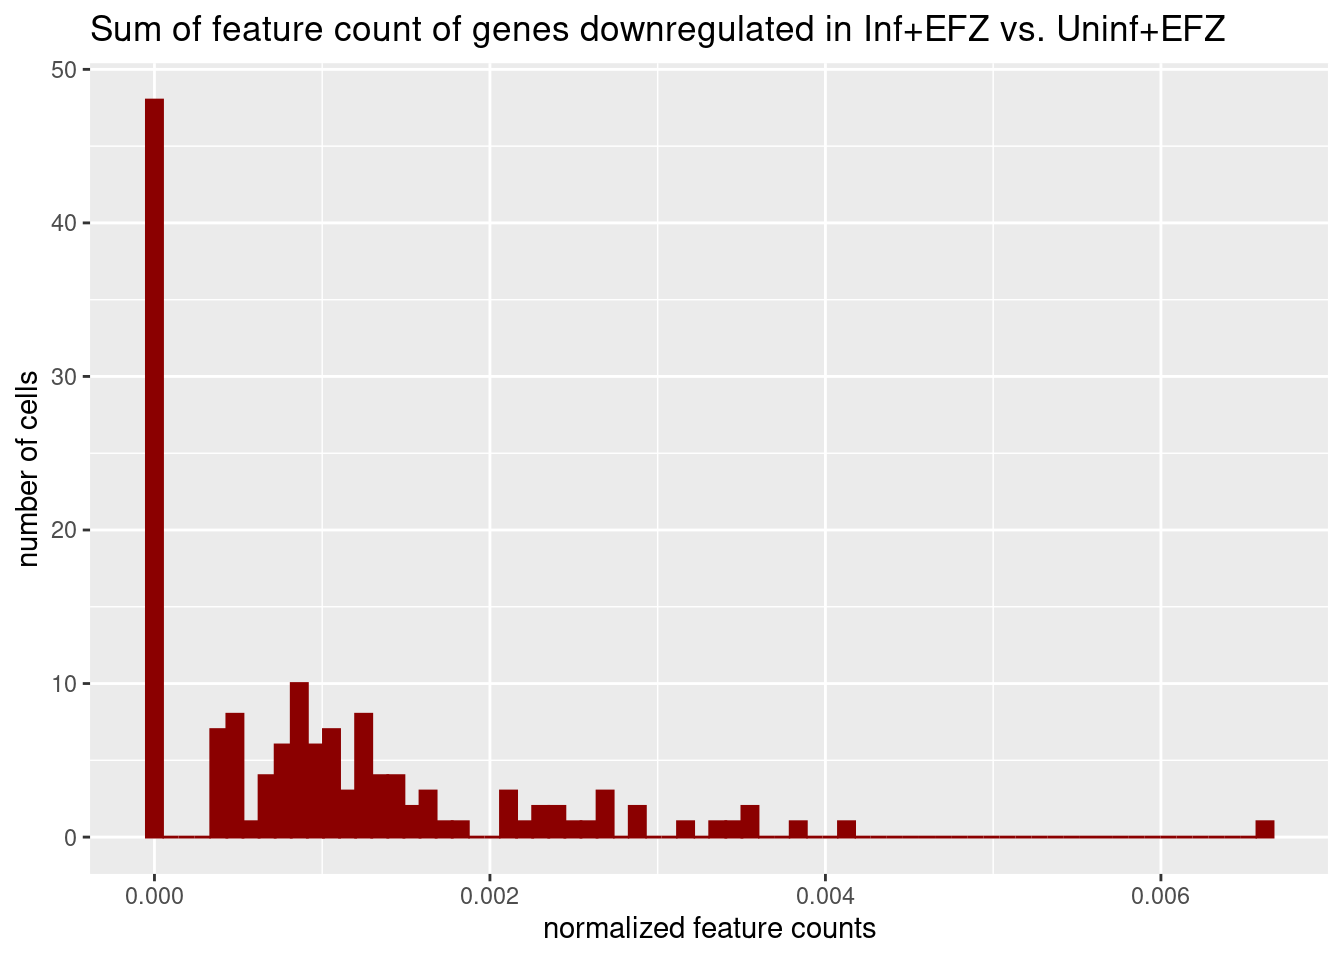 Sum of feature count of genes downregulated in Inf+EFZ vs. Uninf+EFZ
50
40
30
20
10
0
number of cells
0.000 0.002 0.004 0.006
normalized feature counts